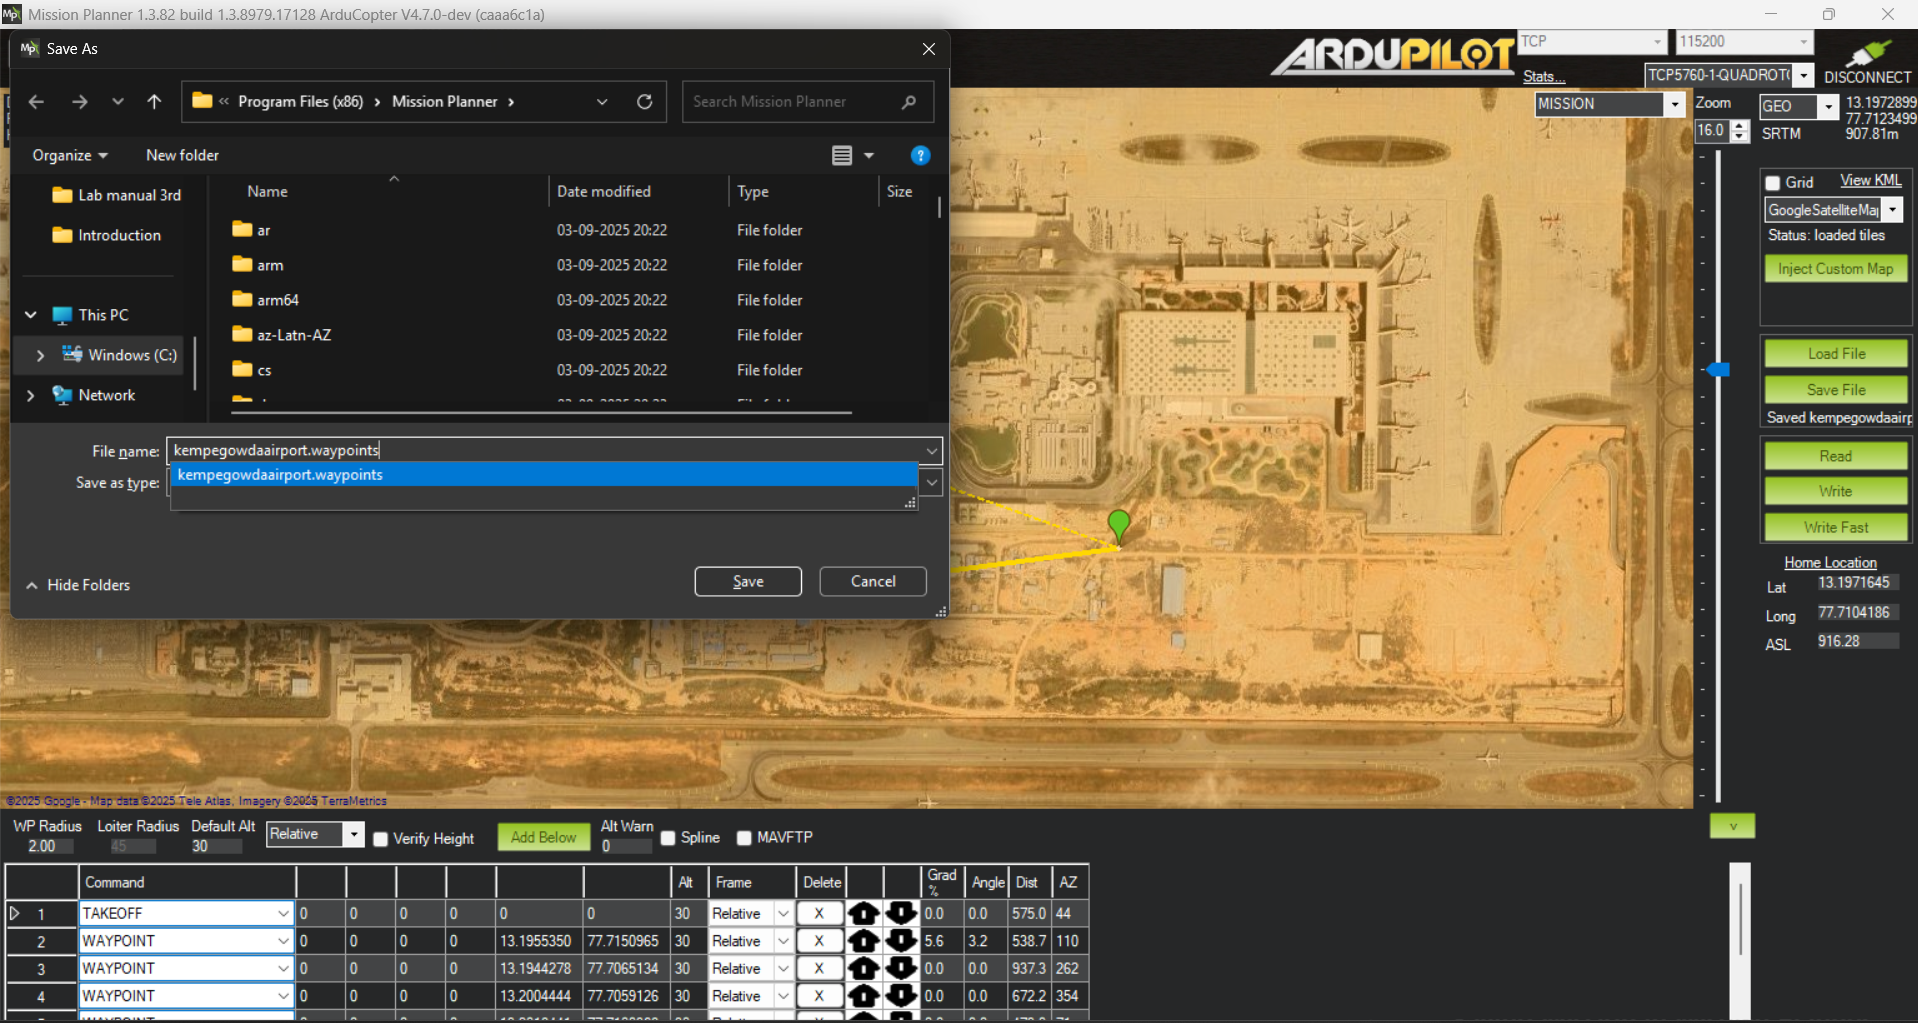 Mission Planner 1.3.82 build 1.3.8979.17128 ArduCopter V4.7.0-dev (caaa6c1a)
Save As
Program Files (x86) > Mission Planner >
Search Mission Planner
Organize
New folder
Lab manual 3rd
Introduction
This PC
Windows (C:)
Network
Name Date modified Type Size
ar 03-09-2025 20:22 File folder
arm 03-09-2025 20:22 File folder
arm64 03-09-2025 20:22 File folder
az-Latn-AZ 03-09-2025 20:22 File folder
cs 03-09-2025 20:22 File folder
File name: kempegowdaairport.waypoints
kempegowdaairport.waypoints
Save as type:
Hide Folders
Save
Cancel
ARDUPILOT
TCP
115200
Stats...
TCP5760-1-QUADROT
DISCONNECT
MISSION
Zoom
16.0
GEO
13.1972899
77.7123499
SRTM 907.81m
Grid
View KML
GoogleSatelliteMa
Status: loaded tiles
Inject Custom Map
Load File
Save File
Saved kempegowdaairp
Read
Write
Write Fast
Home Location
Lat 13.1971645
Long 77.7104186
ASL 916.28
©2025 Google - Map data ©2025 Tele Atlas, Imagery ©2025 TerraMetrics
WP Radius Loiter Radius Default Alt
2.00 45 30
Relative
Verify Height
Add Below
Alt Warn
0
Spline
MAVFTP
v
Command Alt Frame Delete Grad % Angle Dist AZ
1 TAKEOFF 0 0 0 0 0 0 30 Relative X 0.0 0.0 575.0 44
2 WAYPOINT 0 0 0 0 13.1955350 77.7150965 30 Relative X 5.6 3.2 538.7 110
3 WAYPOINT 0 0 0 0 13.1944278 77.7065134 30 Relative X 0.0 0.0 937.3 262
4 WAYPOINT 0 0 0 0 13.2004444 77.7059126 30 Relative X 0.0 0.0 672.2 354